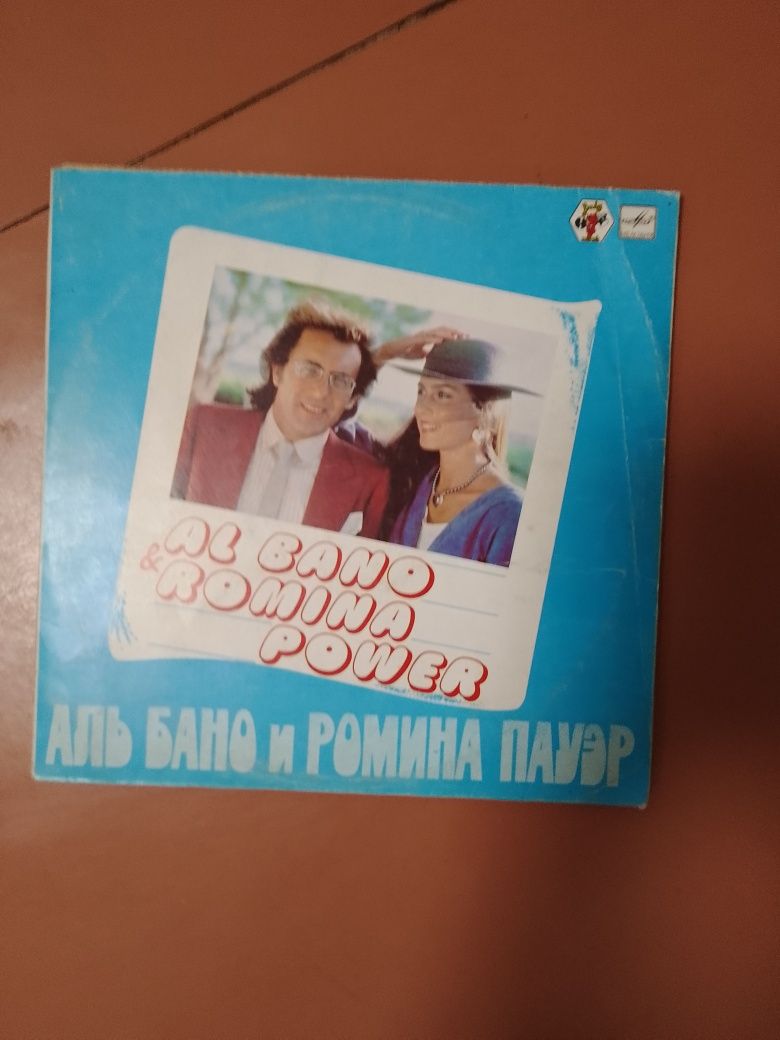 AL BANO
& ROMINA
POWER
АЛЬ БАНО и РОМИНА ПАУЭР